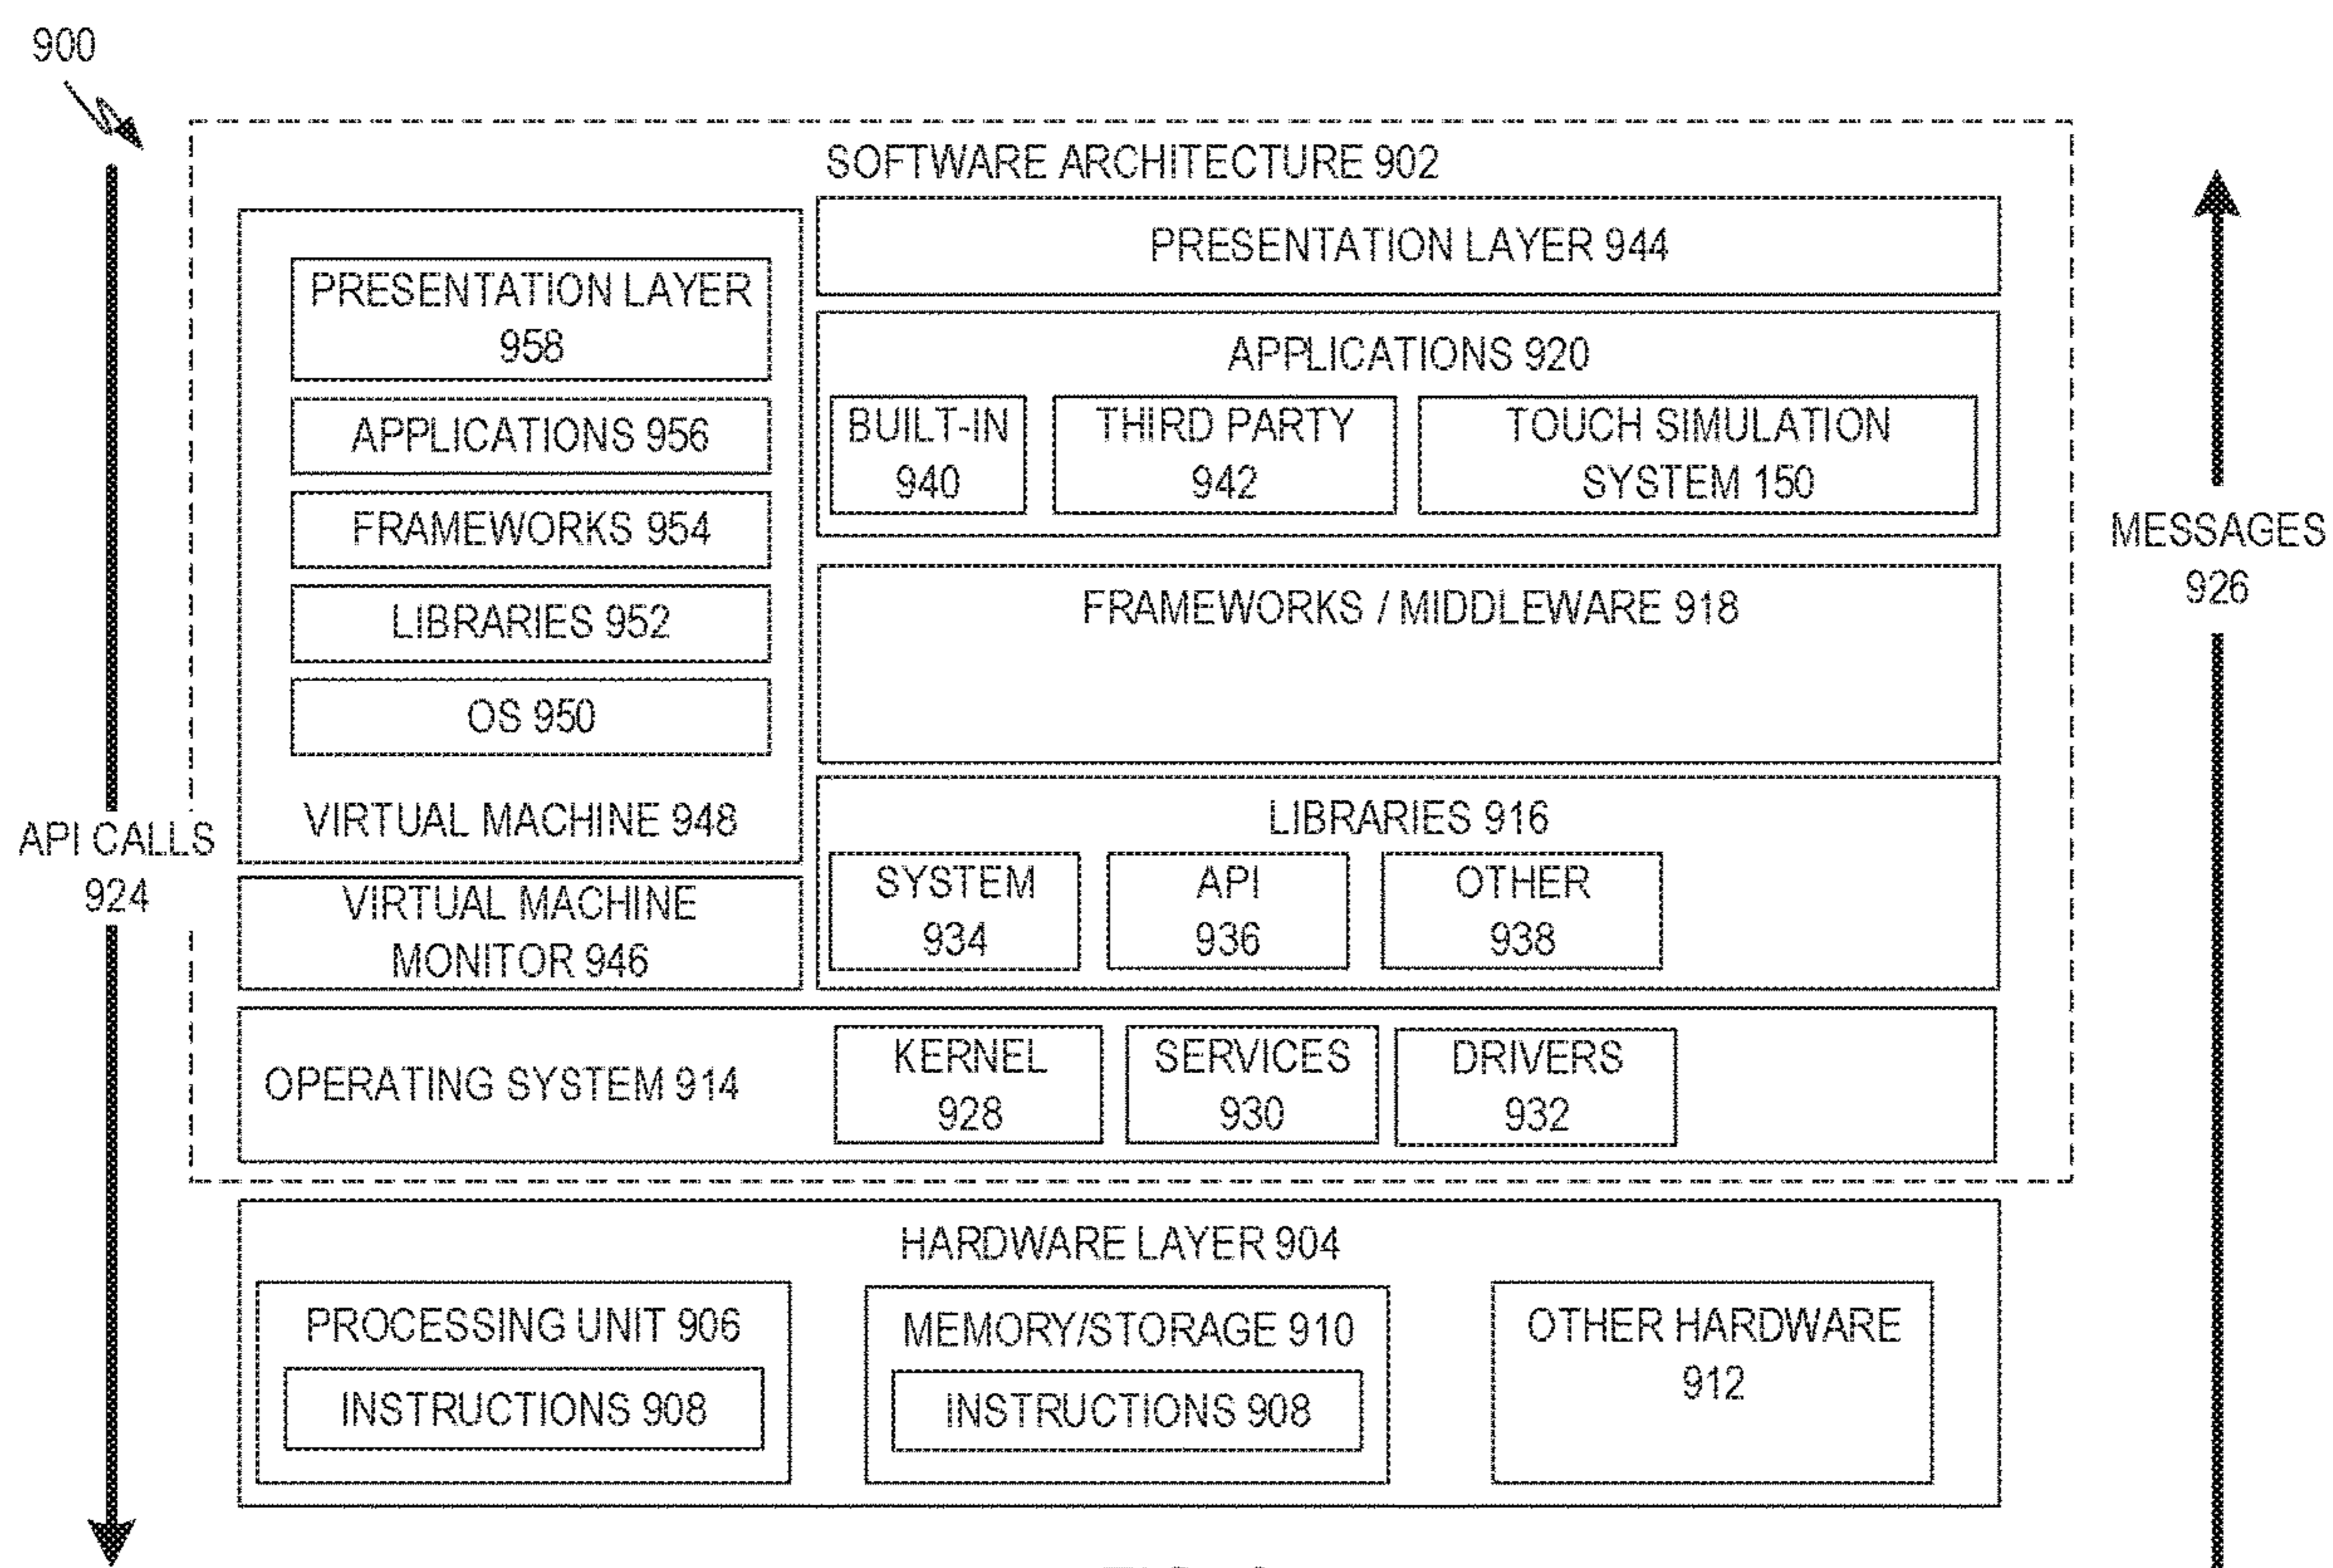 900
SOFTWARE ARCHITECTURE 902
PRESENTATION LAYER
958
APPLICATIONS 956
FRAMEWORKS 954
LIBRARIES 952
OS 950
VIRTUAL MACHINE 948
VIRTUAL MACHINE
MONITOR 946
PRESENTATION LAYER 944
APPLICATIONS 920
BUILT-IN
940
THIRD PARTY
942
TOUCH SIMULATION
SYSTEM 150
FRAMEWORKS / MIDDLEWARE 918
LIBRARIES 916
SYSTEM
934
API
936
OTHER
938
OPERATING SYSTEM 914
KERNEL
928
SERVICES
930
DRIVERS
932
HARDWARE LAYER 904
PROCESSING UNIT 906
INSTRUCTIONS 908
MEMORY/STORAGE 910
INSTRUCTIONS 908
OTHER HARDWARE
912
API CALLS
924
MESSAGES
926